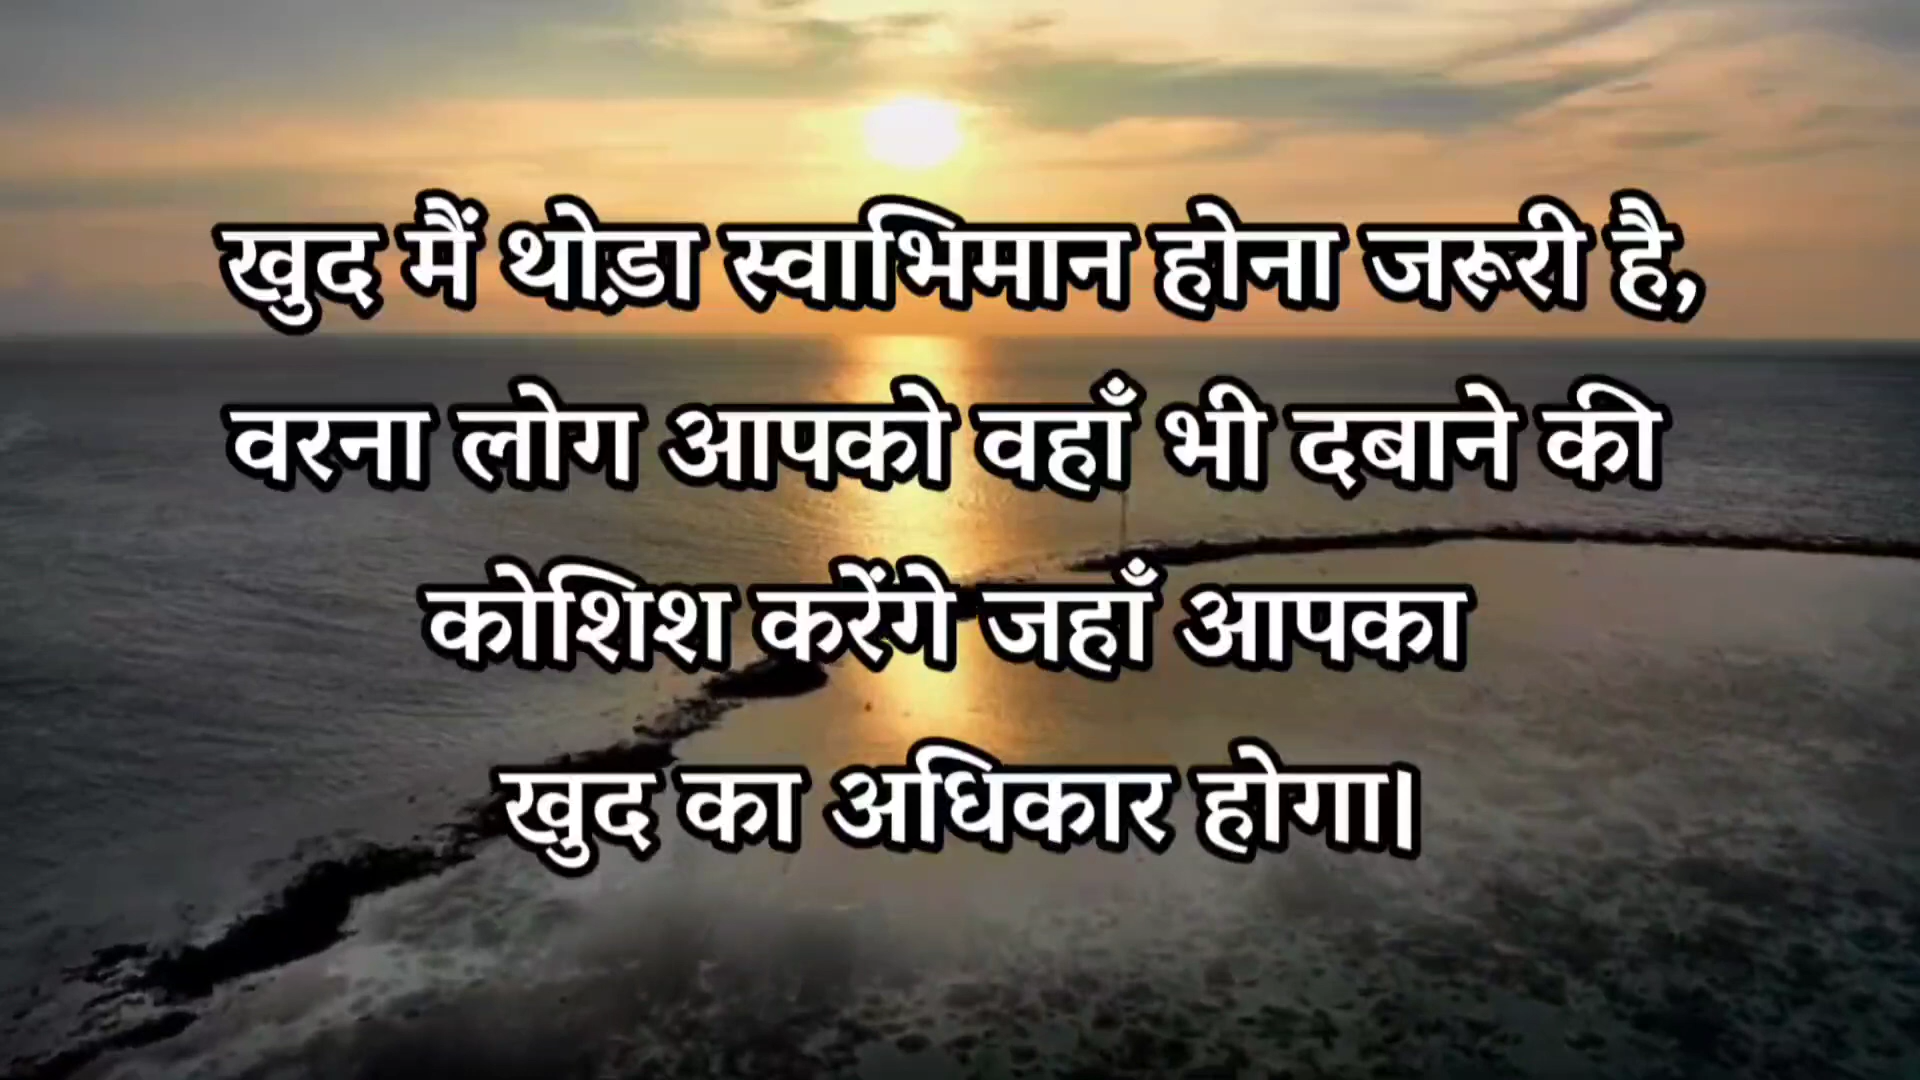 खुद मैं थोड़ा स्वाभिमान होना जरूरी है,
वरना लोग आपको वहाँ भी दबाने की
कोशिश करेंगे जहाँ आपका
खुद का अधिकार होगा।